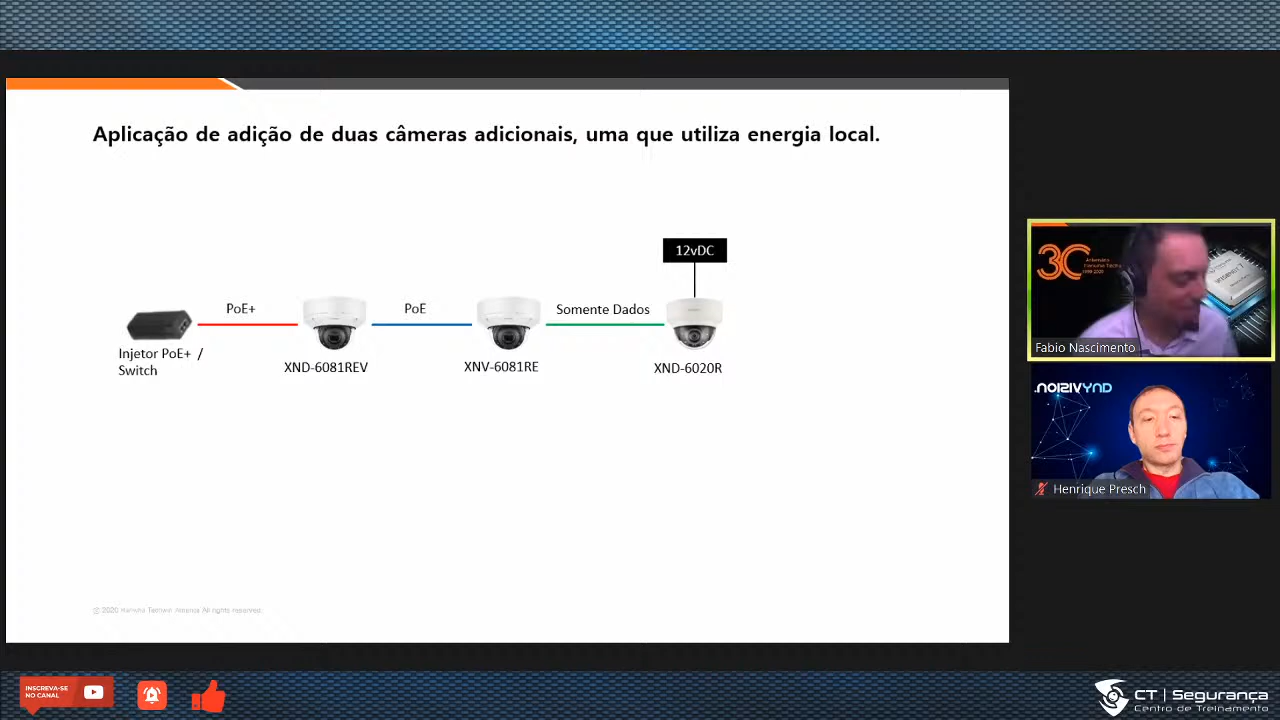 Aplicação de adição de duas câmeras adicionais, uma que utiliza energia local.
12vDC
PoE+
PoE
Somente Dados
Injetor PoE+ /
Switch
XND-6081REV
XNV-6081RE
XND-6020R
© 2020 Hanwha Techwin America All rights reserved.
3C
Fabio Nascimento
DNYVISION.
Henrique Presch
INSCREVA-SE
NO CANAL
CT | Segurança
Centro de Treinamento